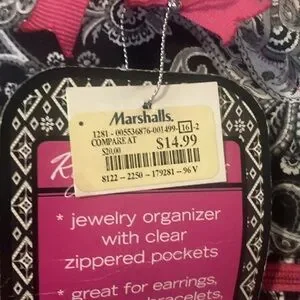 Marshalls.
1281 - 005536876-001499-16-2
COMPARE AT
$20.00
$14.99
8122 -- 2250 -- 179281 -- 96 V
* jewelry organizer
with clear
zippered pockets
* great for earrings,
bracelets,